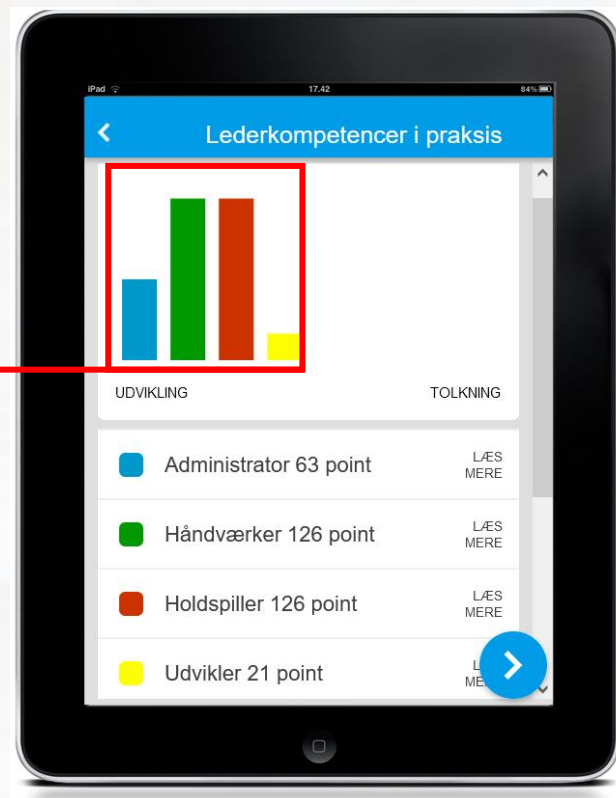 iPad
17.42
84%
Lederkompetencer i praksis
UDVIKLING
TOLKNING
Administrator 63 point
LÆS
MERE
Håndværker 126 point
LÆS
MERE
Holdspiller 126 point
LÆS
MERE
Udvikler 21 point